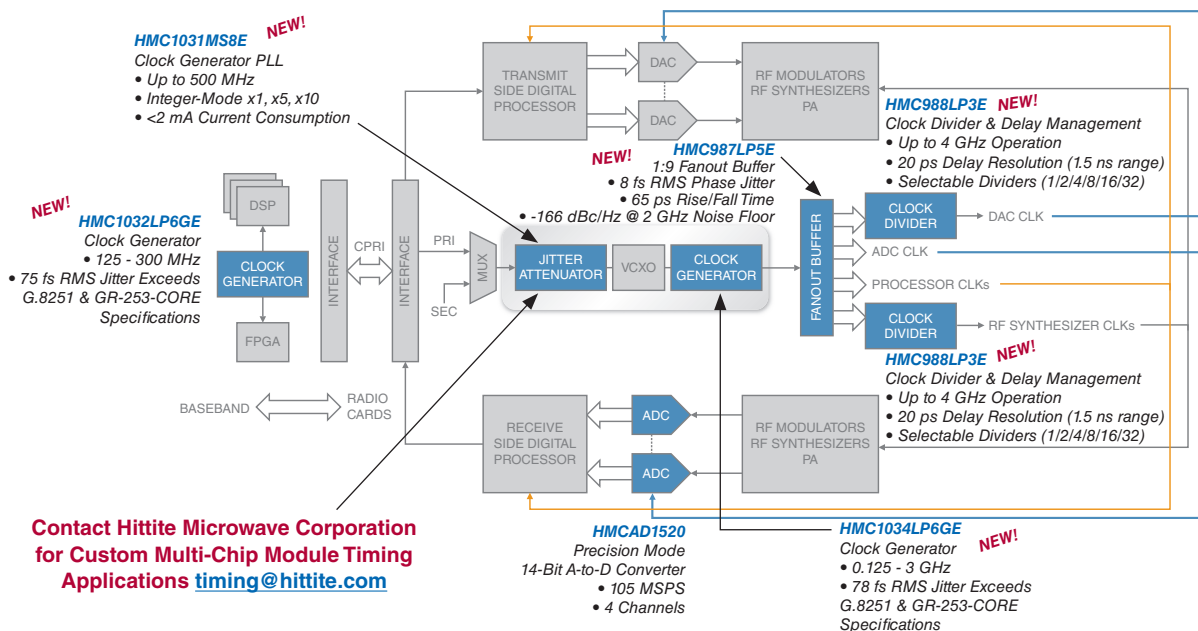 NEW!
HMC1031MS8E
Clock Generator PLL
• Up to 500 MHz
• Integer-Mode x1, x5, x10
• <2 mA Current Consumption
TRANSMIT
SIDE DIGITAL
PROCESSOR
DAC
DAC
RF MODULATORS
RF SYNTHESIZERS
PA
HMC988LP3E
NEW!
Clock Divider & Delay Management
• Up to 4 GHz Operation
• 20 ps Delay Resolution (1.5 ns range)
• Selectable Dividers (1/2/4/8/16/32)
NEW!
HMC987LP5E
1:9 Fanout Buffer
• 8 fs RMS Phase Jitter
• 65 ps Rise/Fall Time
• -166 dBc/Hz @ 2 GHz Noise Floor
NEW!
HMC1032LP6GE
Clock Generator
• 125 - 300 MHz
• 75 fs RMS Jitter Exceeds
G.8251 & GR-253-CORE
Specifications
DSP
CLOCK
GENERATOR
FPGA
INTERFACE
CPRI
INTERFACE
PRI
SEC
MUX
JITTER
ATTENUATOR
VCXO
CLOCK
GENERATOR
FANOUT BUFFER
CLOCK
DIVIDER
DAC CLK
ADC CLK
PROCESSOR CLKs
CLOCK
DIVIDER
RF SYNTHESIZER CLKs
HMC988LP3E
NEW!
Clock Divider & Delay Management
• Up to 4 GHz Operation
• 20 ps Delay Resolution (1.5 ns range)
• Selectable Dividers (1/2/4/8/16/32)
BASEBAND
RADIO
CARDS
RECEIVE
SIDE DIGITAL
PROCESSOR
ADC
ADC
RF MODULATORS
RF SYNTHESIZERS
PA
Contact Hittite Microwave Corporation
for Custom Multi-Chip Module Timing
Applications timing@hittite.com
HMCAD1520
Precision Mode
14-Bit A-to-D Converter
• 105 MSPS
• 4 Channels
HMC1034LP6GE
NEW!
Clock Generator
• 0.125 - 3 GHz
• 78 fs RMS Jitter Exceeds
G.8251 & GR-253-CORE
Specifications